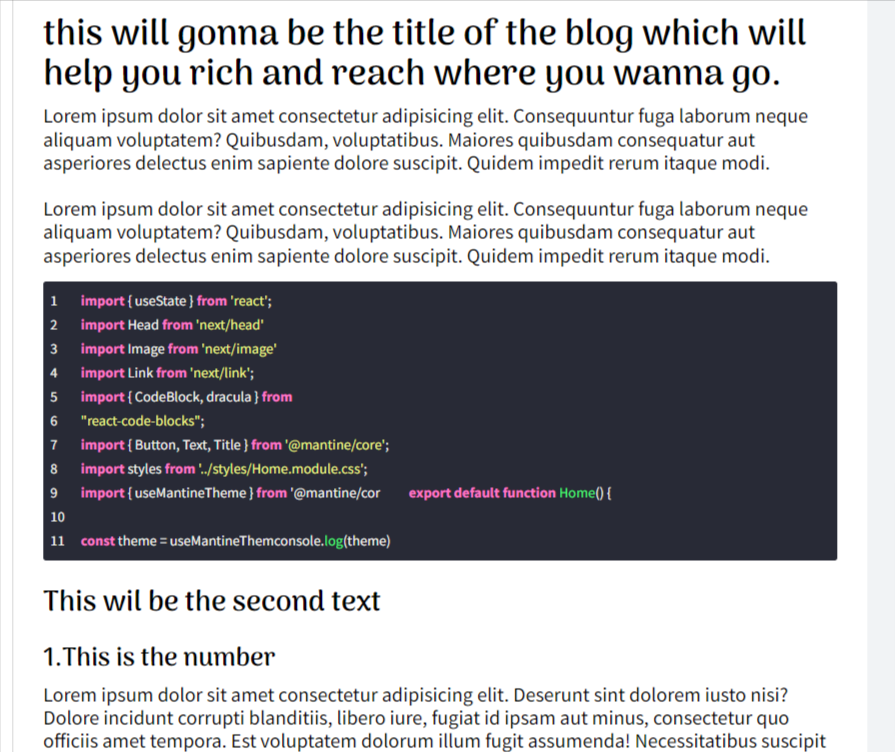 this will gonna be the title of the blog which will
help you rich and reach where you wanna go.
Lorem ipsum dolor sit amet consectetur adipisicing elit. Consequuntur fuga laborum neque
aliquam voluptatem? Quibusdam, voluptatibus. Maiores quibusdam consequatur aut
asperiores delectus enim sapiente dolore suscipit. Quidem impedit rerum itaque modi.
Lorem ipsum dolor sit amet consectetur adipisicing elit. Consequuntur fuga laborum neque
aliquam voluptatem? Quibusdam, voluptatibus. Maiores quibusdam consequatur aut
asperiores delectus enim sapiente dolore suscipit. Quidem impedit rerum itaque modi.
1 import { useState } from 'react';
2 import Head from 'next/head'
3 import Image from 'next/image'
4 import Link from 'next/link';
5 import { CodeBlock, dracula } from
6 "react-code-blocks";
7 import { Button, Text, Title } from '@mantine/core';
8 import styles from '../styles/Home.module.css';
9 import { useMantineTheme } from '@mantine/cor export default function Home() {
10
11 const theme = useMantineThemconsole.log(theme)
This wil be the second text
1.This is the number
Lorem ipsum dolor sit amet consectetur adipisicing elit. Deserunt sint dolorem iusto nisi?
Dolore incidunt corrupti blanditiis, libero iure, fugiat id ipsam aut minus, consectetur quo
officiis amet tempora. Est voluptatem dolorum illum fugit assumenda! Necessitatibus suscipit